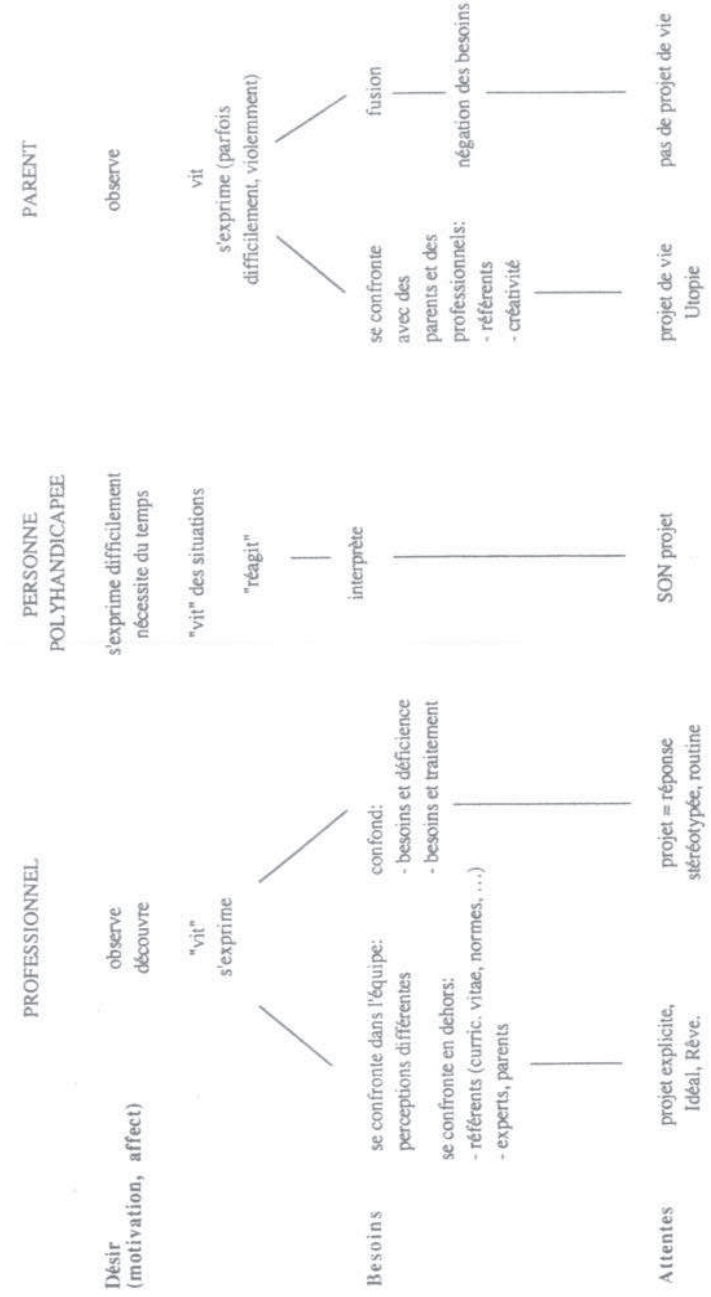 PROFESSIONNEL
PERSONNE
POLYHANDICAPEE
PARENT
Désir
(motivation, affect)
observe
découvre
"vit"
s'exprime
s'exprime difficilement
nécessite du temps
"vit" des situations
"réagit"
observe
vit
s'exprime (parfois
difficilement, violemment)
Besoins
se confronte dans l'équipe:
perceptions différentes
se confronte en dehors:
- référents (curric. vitae, normes, ...)
- experts, parents
confond:
- besoins et déficience
- besoins et traitement
interprète
se confronte
avec des
parents et des
professionnels:
- référents
- créativité
fusion
négation des besoins
Attentes
projet explicite,
Idéal, Rêve.
projet = réponse
stéréotypée, routine
SON projet
projet de vie
Utopie
pas de projet de vie